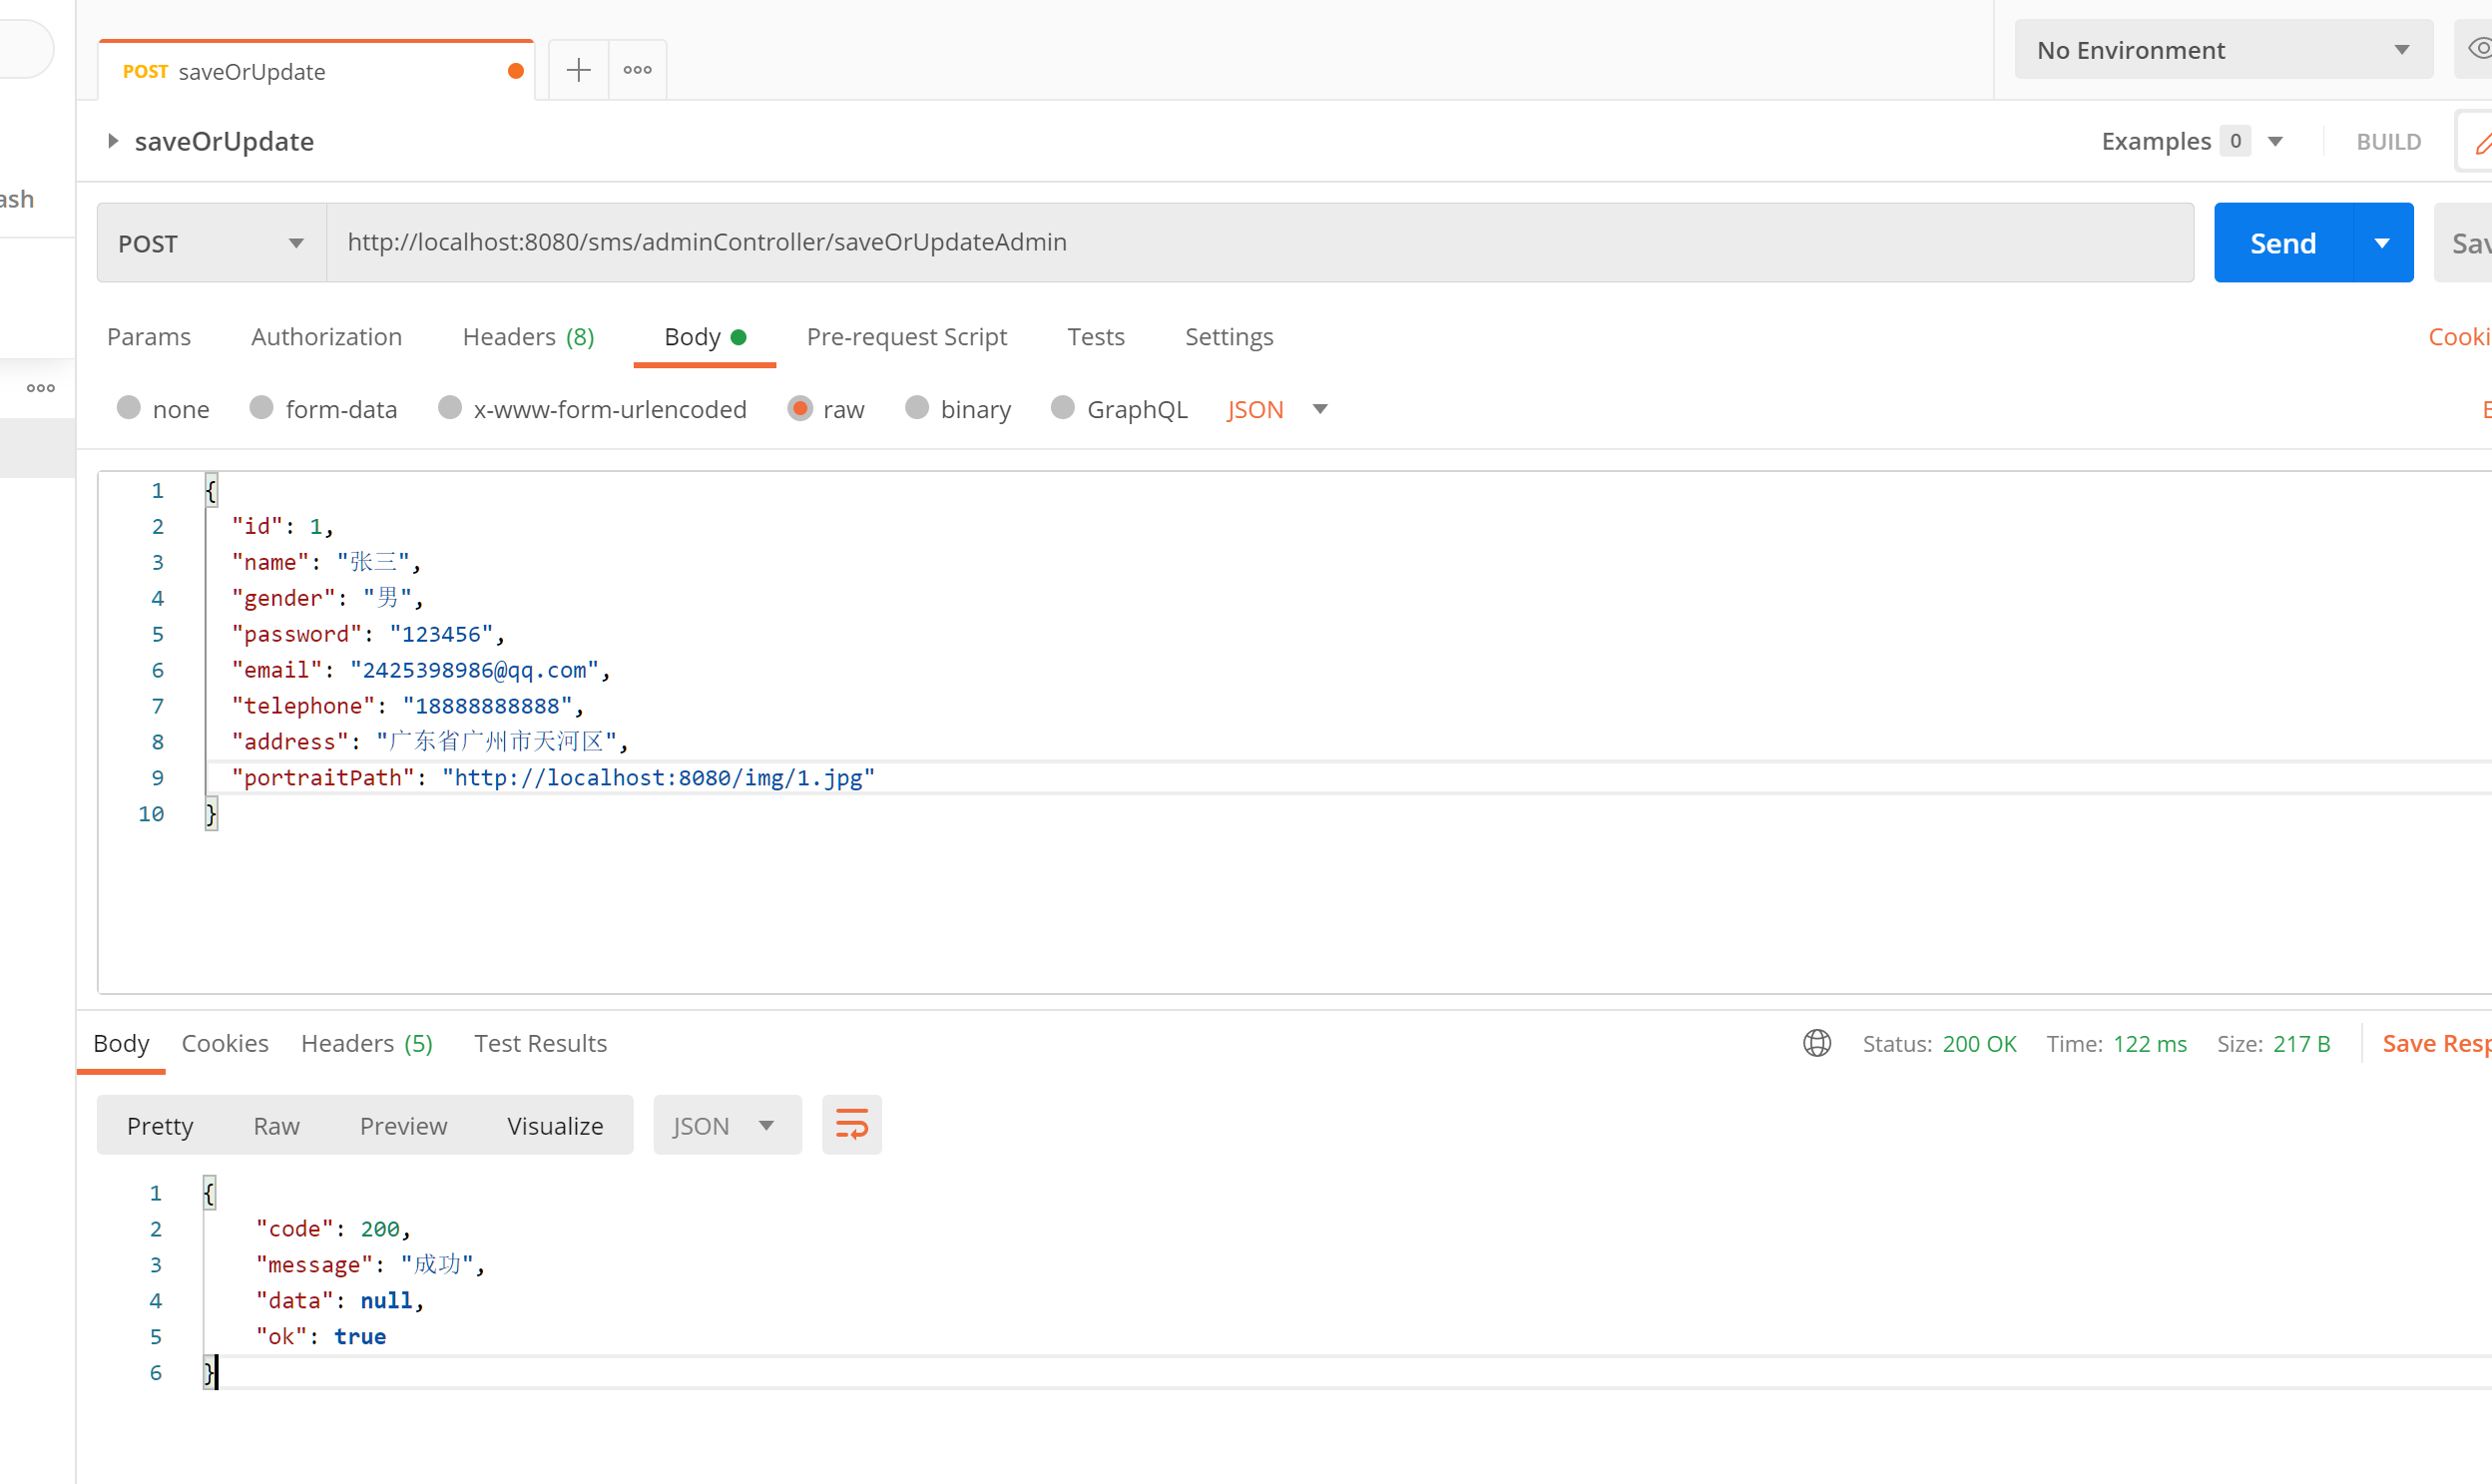 POST saveOrUpdate
No Environment
saveOrUpdate
Examples 0
BUILD
ash
POST
http://localhost:8080/sms/adminController/saveOrUpdateAdmin
Send
Sav
Params Authorization Headers (8) Body Pre-request Script Tests Settings Cooki
none form-data x-www-form-urlencoded raw binary GraphQL JSON
1 {
2 "id": 1,
3 "name": "张三",
4 "gender": "男",
5 "password": "123456",
6 "email": "2425398986@qq.com",
7 "telephone": "18888888888",
8 "address": "广东省广州市天河区",
9 "portraitPath": "http://localhost:8080/img/1.jpg"
10 }
Body Cookies Headers (5) Test Results Status: 200 OK Time: 122 ms Size: 217 B Save Resp
Pretty Raw Preview Visualize JSON
1 {
2 "code": 200,
3 "message": "成功",
4 "data": null,
5 "ok": true
6 }